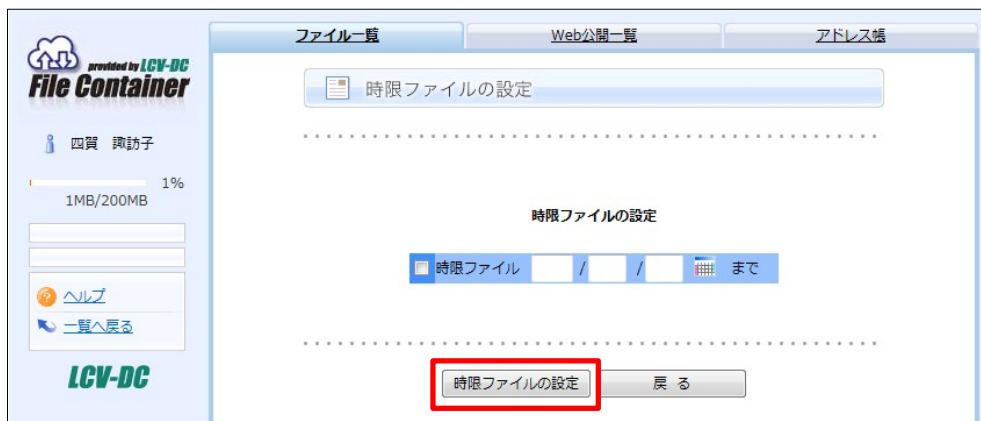 ファイル一覧 Web公開一覧 アドレス帳
provided by LCV-DC
File Container
時限ファイルの設定
四賀 諏訪子
1%
1MB/200MB
時限ファイルの設定
時限ファイル / / まで
ヘルプ
一覧へ戻る
LCV-DC
時限ファイルの設定 戻 る